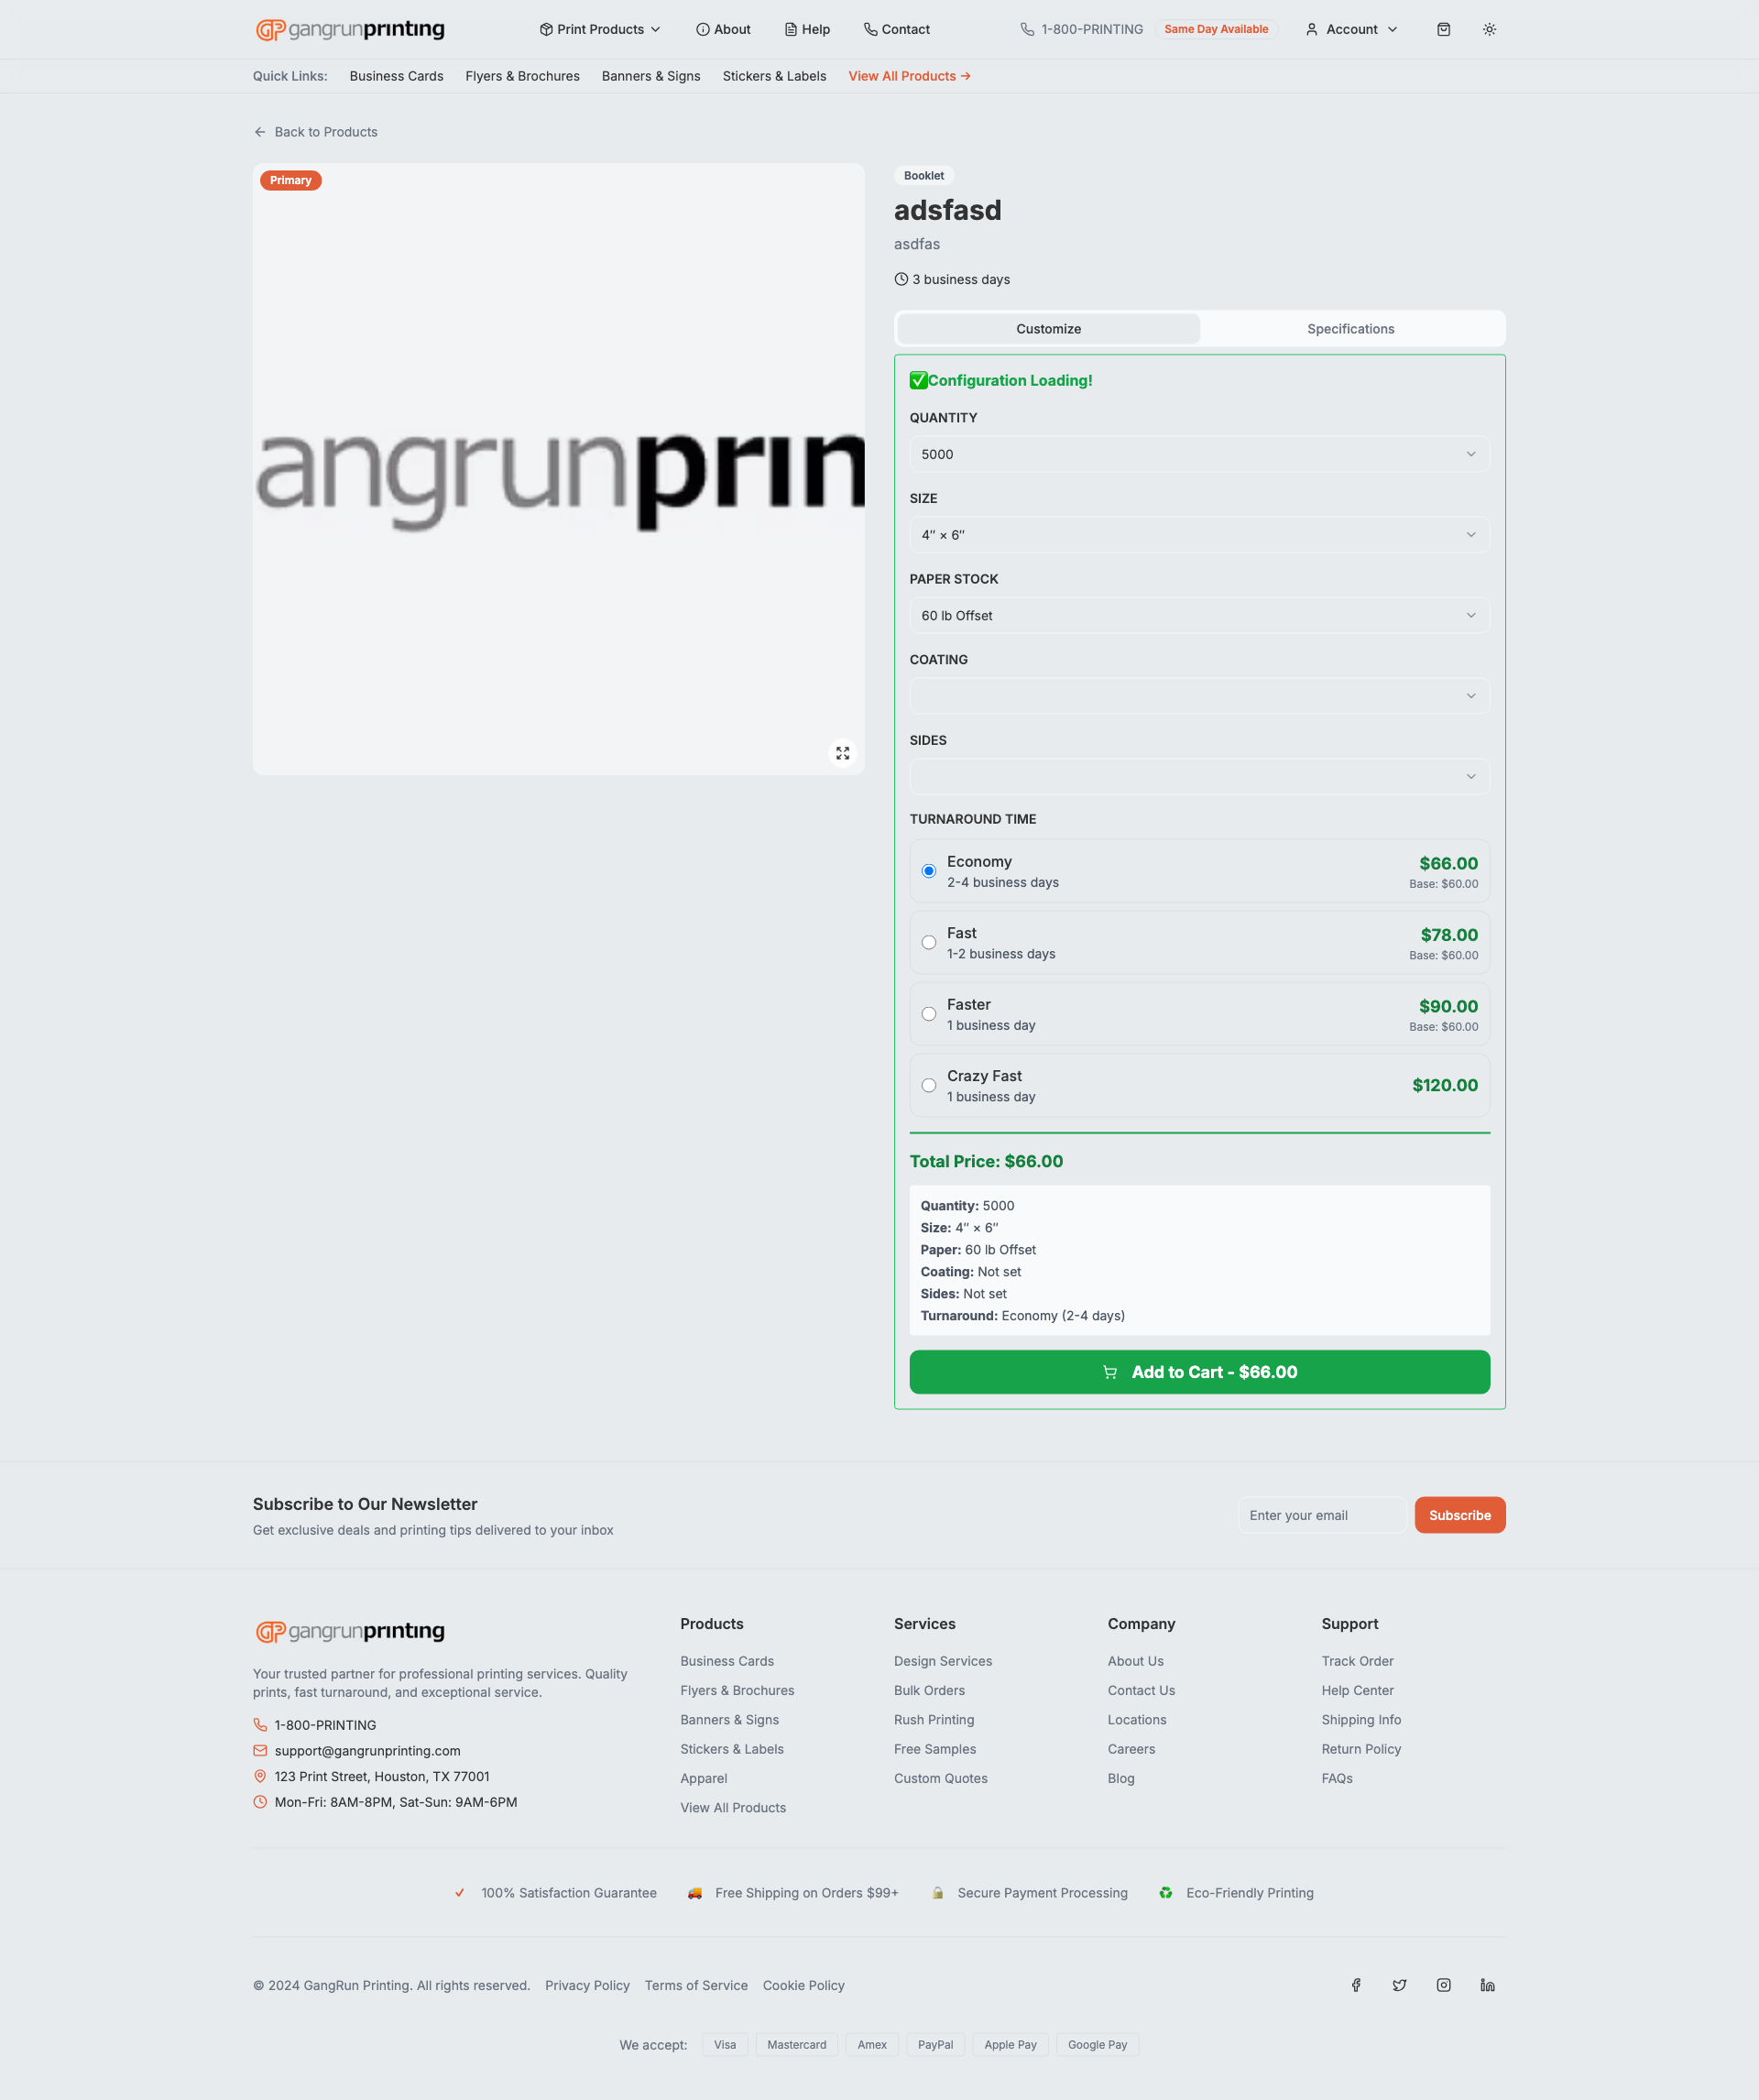 gangrunprinting
Print Products
About
Help
Contact
1-800-PRINTING
Same Day Available
Account
Quick Links:
Business Cards
Flyers & Brochures
Banners & Signs
Stickers & Labels
View All Products →
Back to Products
Primary
angrunprin
Booklet
adsfasd
asdfas
3 business days
Customize
Specifications
✅Configuration Loading!
QUANTITY
5000
SIZE
4″ × 6″
PAPER STOCK
60 lb Offset
COATING
SIDES
TURNAROUND TIME
Economy
2-4 business days
$66.00
Base: $60.00
Fast
1-2 business days
$78.00
Base: $60.00
Faster
1 business day
$90.00
Base: $60.00
Crazy Fast
1 business day
$120.00
Total Price: $66.00
Quantity: 5000
Size: 4″ × 6″
Paper: 60 lb Offset
Coating: Not set
Sides: Not set
Turnaround: Economy (2-4 days)
Add to Cart - $66.00
Subscribe to Our Newsletter
Get exclusive deals and printing tips delivered to your inbox
Enter your email
Subscribe
gangrunprinting
Your trusted partner for professional printing services. Quality
prints, fast turnaround, and exceptional service.
1-800-PRINTING
support@gangrunprinting.com
123 Print Street, Houston, TX 77001
Mon-Fri: 8AM-8PM, Sat-Sun: 9AM-6PM
Products
Business Cards
Flyers & Brochures
Banners & Signs
Stickers & Labels
Apparel
View All Products
Services
Design Services
Bulk Orders
Rush Printing
Free Samples
Custom Quotes
Company
About Us
Contact Us
Locations
Careers
Blog
Support
Track Order
Help Center
Shipping Info
Return Policy
FAQs
✓ 100% Satisfaction Guarantee
🚚 Free Shipping on Orders $99+
🔒 Secure Payment Processing
♻ Eco-Friendly Printing
© 2024 GangRun Printing. All rights reserved.
Privacy Policy
Terms of Service
Cookie Policy
We accept:
Visa
Mastercard
Amex
PayPal
Apple Pay
Google Pay